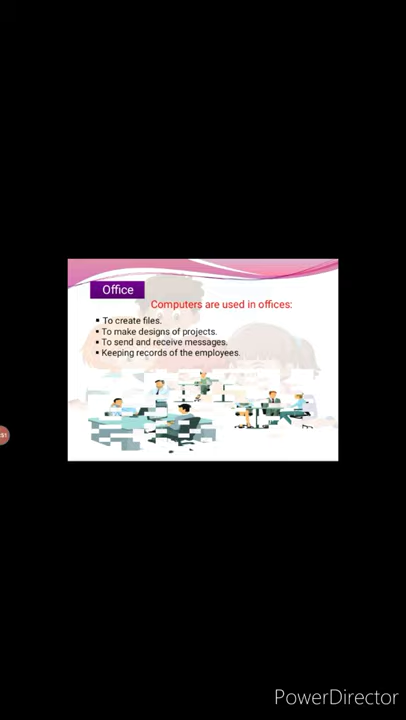 Office
Computers are used in offices:
▪ To create files.
▪ To make designs of projects.
▪ To send and receive messages.
▪ Keeping records of the employees.
PowerDirector